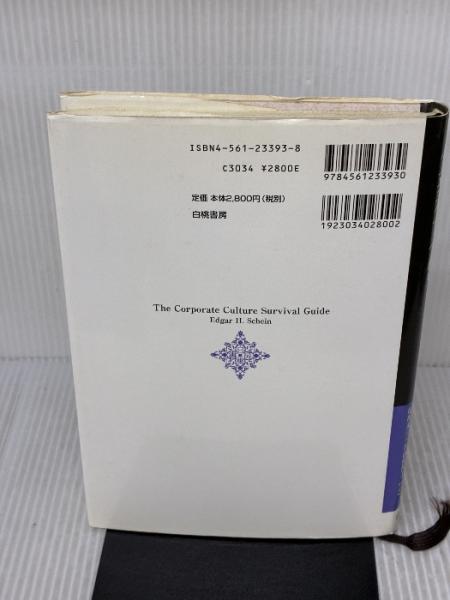 ISBN4-561-23393-8
C3034 ¥2800E
定価 本体2,800円(税別)
白桃書房
9784561233930
1923034028002
The Corporate Culture Survival Guide
Edgar H. Schein